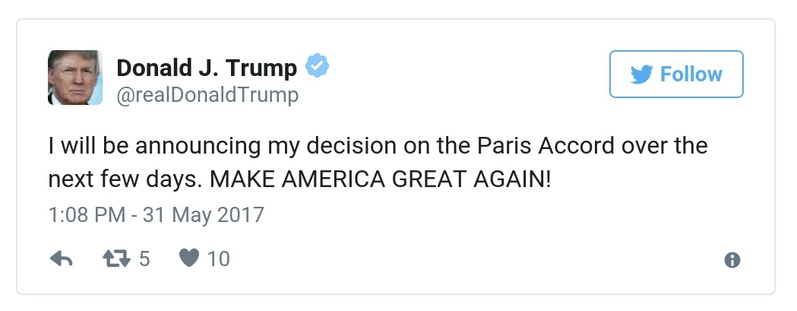 Donald J. Trump
@realDonaldTrump
Follow
I will be announcing my decision on the Paris Accord over the
next few days. MAKE AMERICA GREAT AGAIN!
1:08 PM - 31 May 2017
5 10